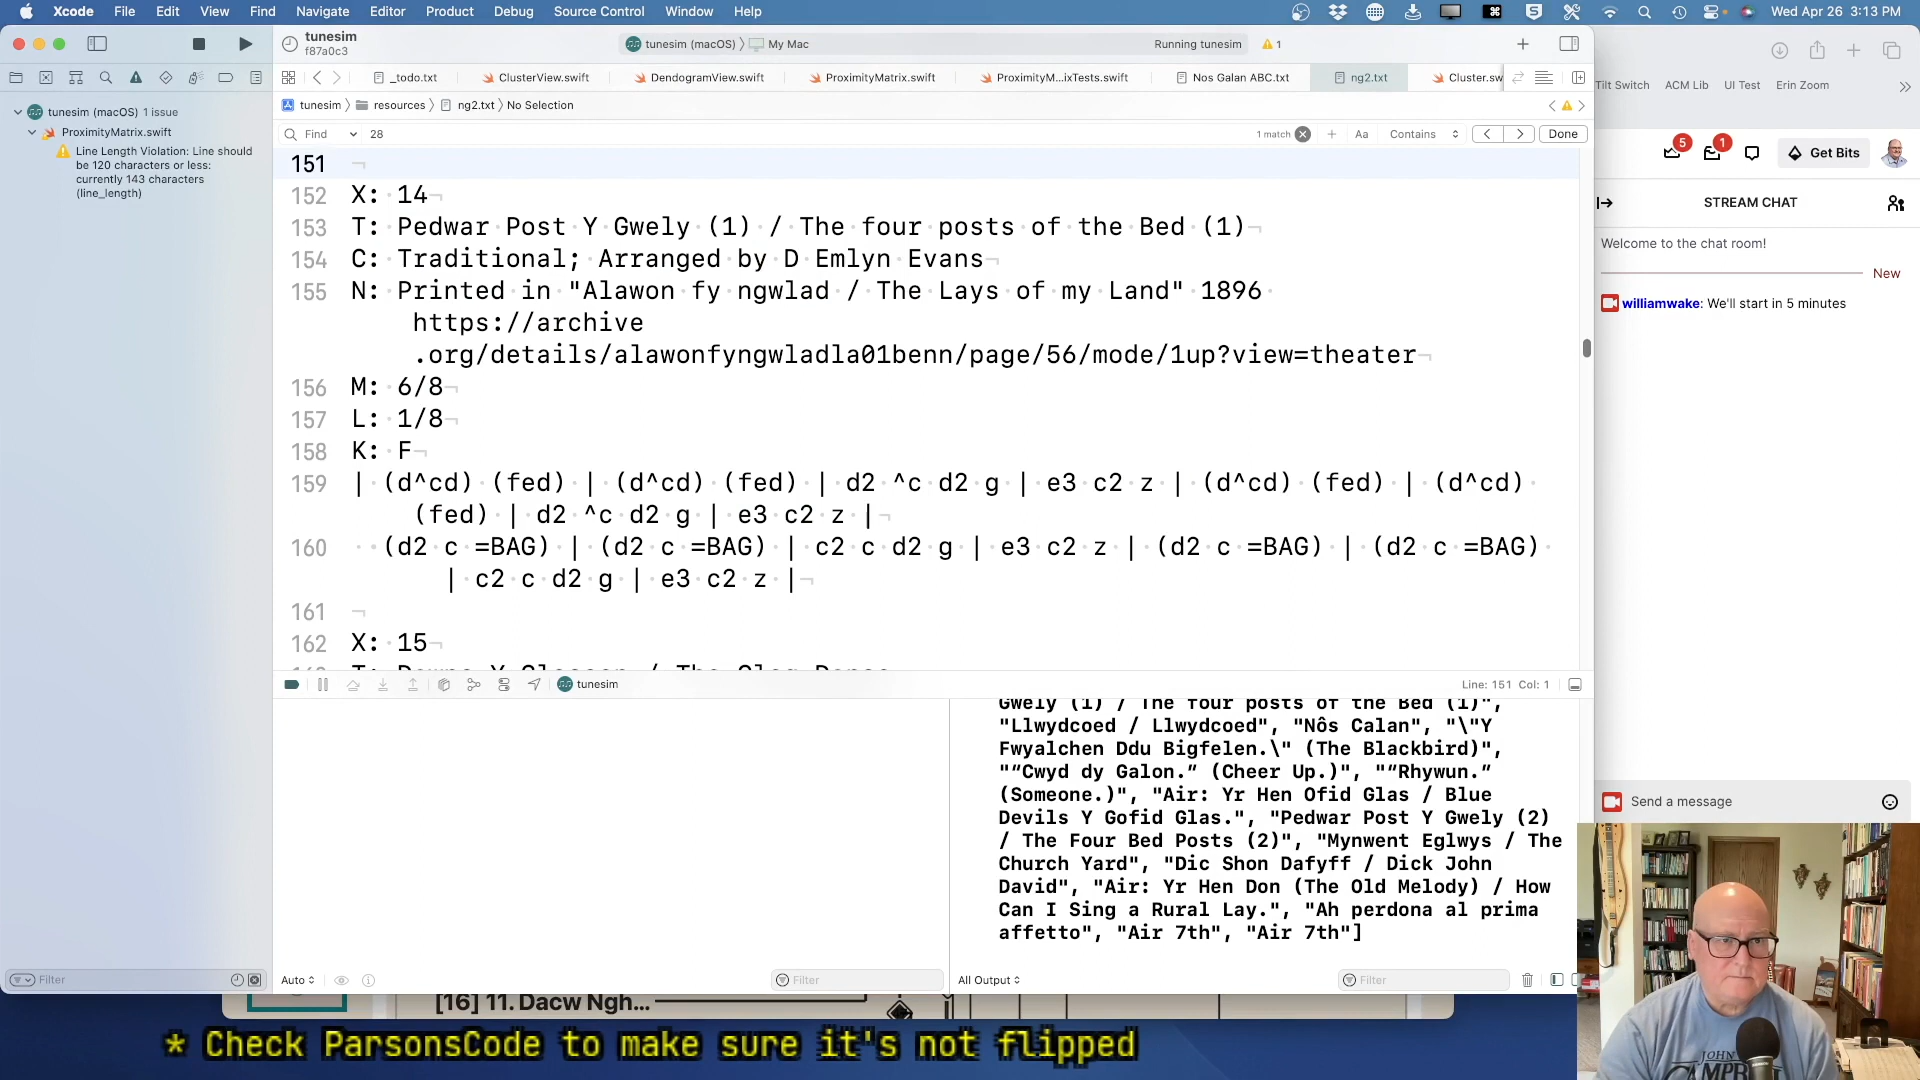 Xcode File Edit View Find Navigate Editor Product Debug Source Control Window Help
Wed Apr 26 3:13 PM
tunesim
f87a0c3
tunesim (macOS) My Mac
Running tunesim 1
_todo.txt ClusterView.swift DendogramView.swift ProximityMatrix.swift ProximityM...ixTests.swift Nos Galan ABC.txt ng2.txt Cluster.sw
tunesim resources ng2.txt No Selection
Find 28 1 match Aa Contains Done
tunesim (macOS) 1 issue
ProximityMatrix.swift
Line Length Violation: Line should
be 120 characters or less:
currently 143 characters
(line_length)
151
152 X: 14
153 T: Pedwar Post Y Gwely (1) / The four posts of the Bed (1)
154 C: Traditional; Arranged by D Emlyn Evans
155 N: Printed in "Alawon fy ngwlad / The Lays of my Land" 1896
https://archive
.org/details/alawonfyngwladla01benn/page/56/mode/1up?view=theater
156 M: 6/8
157 L: 1/8
158 K: F
159 | (d^cd) (fed) | (d^cd) (fed) | d2 ^c d2 g | e3 c2 z | (d^cd) (fed) | (d^cd)
(fed) | d2 ^c d2 g | e3 c2 z |
160 (d2 c =BAG) | (d2 c =BAG) | c2 c d2 g | e3 c2 z | (d2 c =BAG) | (d2 c =BAG)
| c2 c d2 g | e3 c2 z |
161
162 X: 15
tunesim
Line: 151 Col: 1
Gwely (1) / The four posts of the Bed (1)",
"Llwydcoed / Llwydcoed", "Nôs Calan", "\"Y
Fwyalchen Ddu Bigfelen.\" (The Blackbird)",
"“Cwyd dy Galon.” (Cheer Up.)", "“Rhywun.”
(Someone.)", "Air: Yr Hen Ofid Glas / Blue
Devils Y Gofid Glas.", "Pedwar Post Y Gwely (2)
/ The Four Bed Posts (2)", "Mynwent Eglwys / The
Church Yard", "Dic Shon Dafyff / Dick John
David", "Air: Yr Hen Don (The Old Melody) / How
Can I Sing a Rural Lay.", "Ah perdona al prima
affetto", "Air 7th", "Air 7th"]
Filter
Auto Filter
All Output Filter
[16] 11. Dacw Ngh...
* Check ParsonsCode to make sure it's not flipped
Tilt Switch ACM Lib UI Test Erin Zoom
5 1 Get Bits
STREAM CHAT
Welcome to the chat room!
New
williamwake: We'll start in 5 minutes
Send a message
JOHN